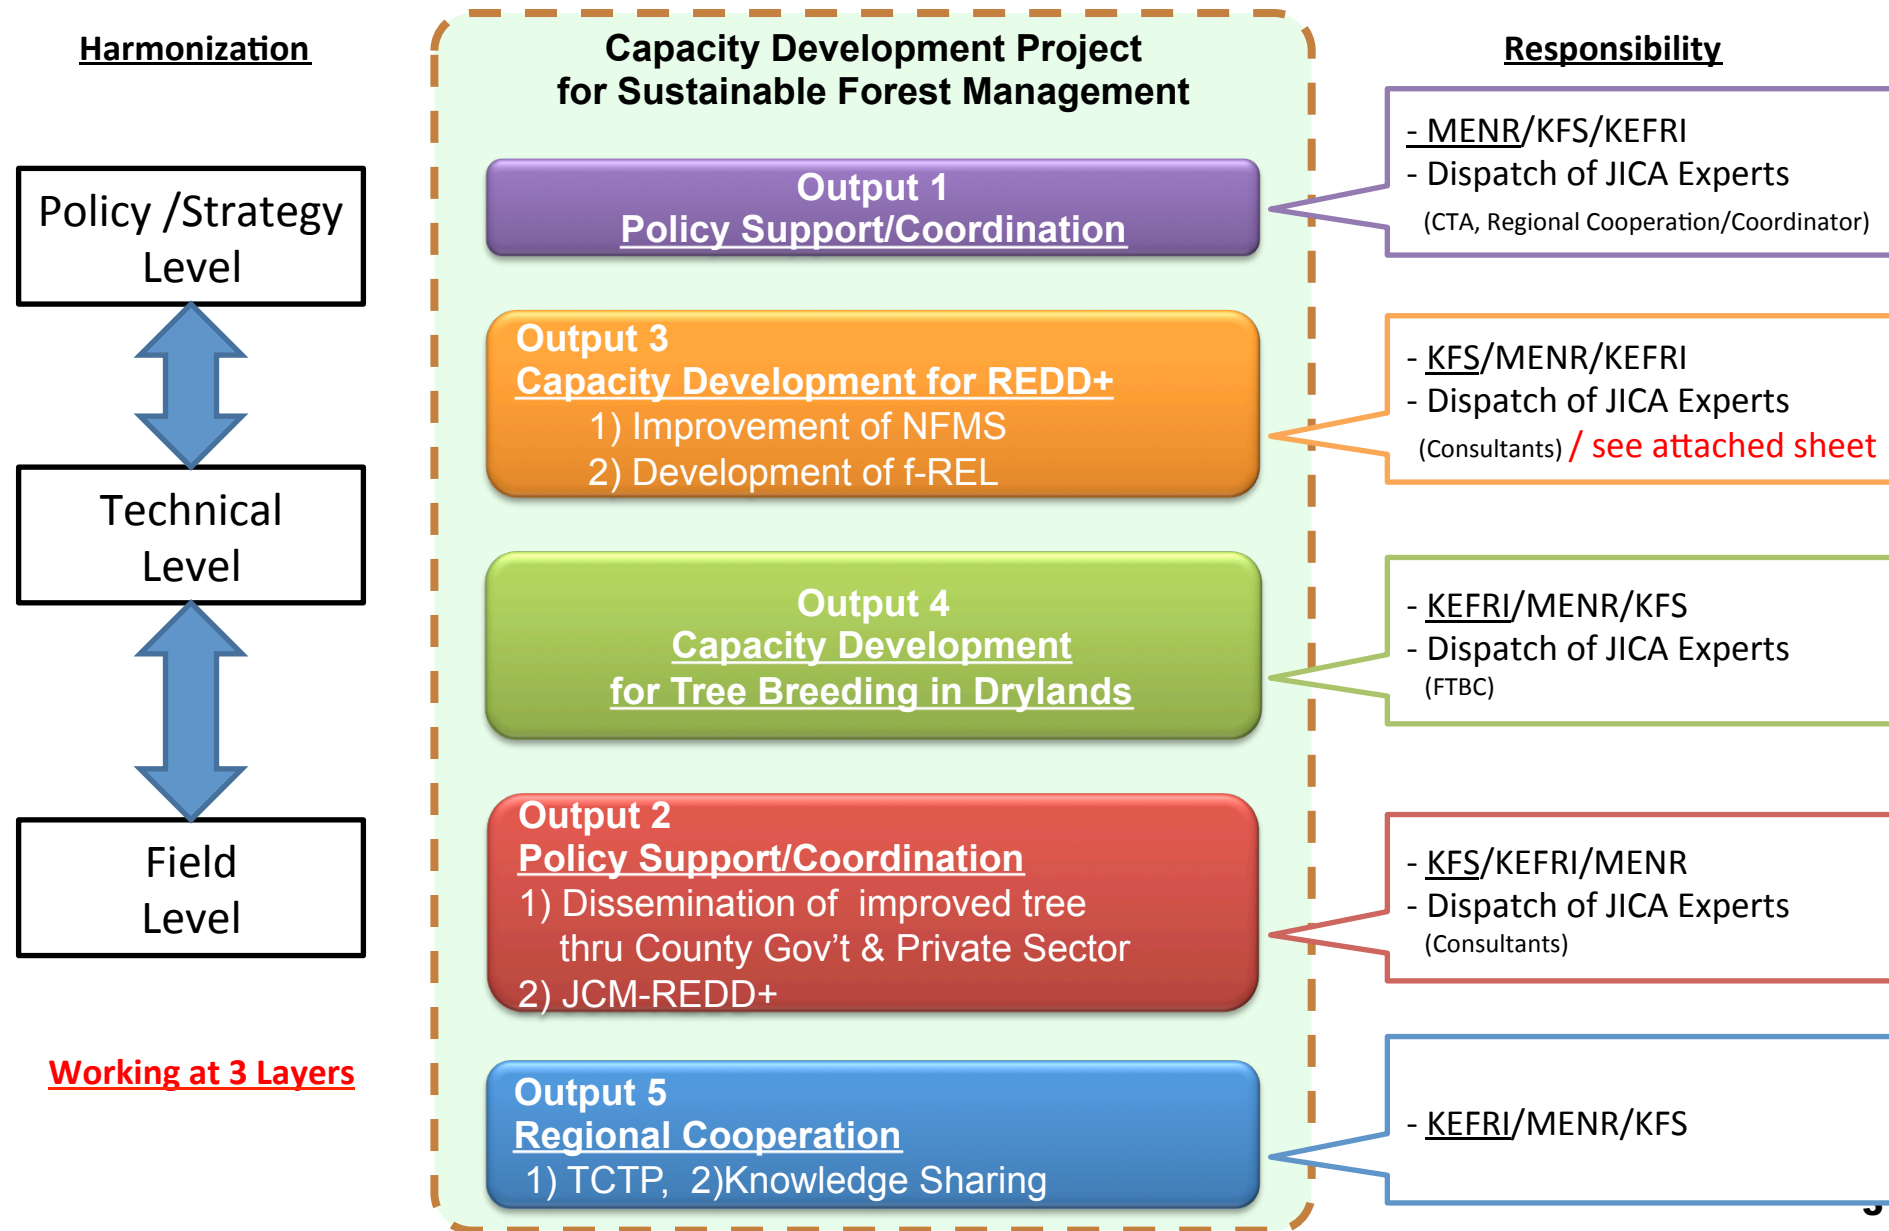 Harmonization
Policy /Strategy
Level
Technical
Level
Field
Level
Working at 3 Layers
Capacity Development Project
for Sustainable Forest Management
Output 1
Policy Support/Coordination
Output 3
Capacity Development for REDD+
1) Improvement of NFMS
2) Development of f-REL
Output 4
Capacity Development
for Tree Breeding in Drylands
Output 2
Policy Support/Coordination
1) Dissemination of improved tree
thru County Gov’t & Private Sector
2) JCM-REDD+
Output 5
Regional Cooperation
1) TCTP, 2)Knowledge Sharing
Responsibility
- MENR/KFS/KEFRI
- Dispatch of JICA Experts
(CTA, Regional Cooperation/Coordinator)
- KFS/MENR/KEFRI
- Dispatch of JICA Experts
(Consultants) / see attached sheet
- KEFRI/MENR/KFS
- Dispatch of JICA Experts
(FTBC)
- KFS/KEFRI/MENR
- Dispatch of JICA Experts
(Consultants)
- KEFRI/MENR/KFS